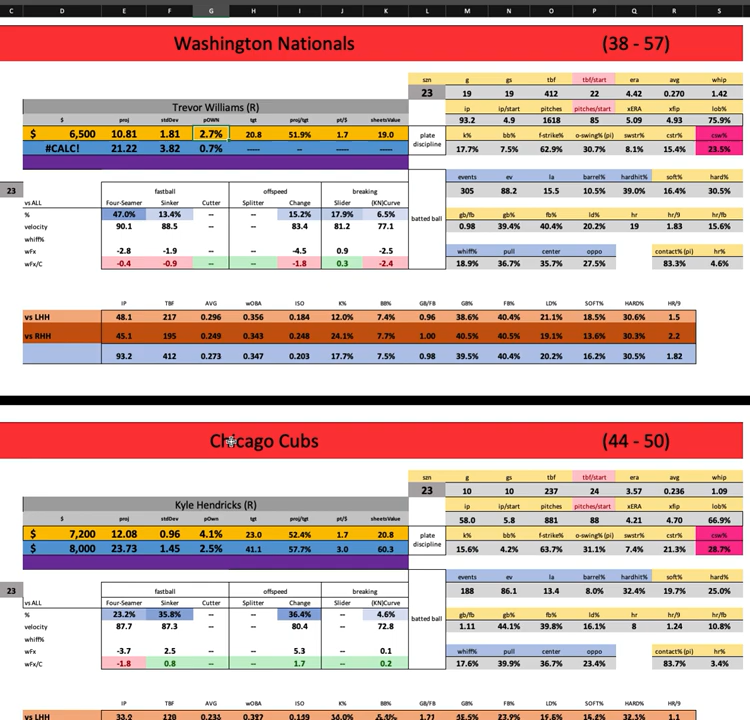 C D E F G H I J K L M N O P Q R S
Washington Nationals (38 - 57)
szn g gs tbf tbf/start era avg whip
23 19 19 412 22 4.42 0.270 1.42
Trevor Williams (R) ip ip/start pitches pitches/start xERA xfip lob%
$ proj stdDev pOWN tgt proj/tgt pt/$ sheetsValue 93.2 4.9 1618 85 5.09 4.93 75.9%
$ 6,500 10.81 1.81 2.7% 20.8 51.9% 1.7 19.0 plate discipline k% bb% f-strike% o-swing% (pi) swstr% cstr% csw%
#CALC! 21.22 3.82 0.7% ---- --- ----- ----- 17.7% 7.5% 62.9% 30.7% 8.1% 15.4% 23.5%
events ev la barrel% hardhit% soft% hard%
23 fastball offspeed breaking 305 88.2 15.5 10.5% 39.0% 16.4% 30.5%
vs ALL Four-Seamer Sinker Cutter Splitter Change Slider (KN)Curve batted ball
% 47.0% 13.4% -- -- 15.2% 17.9% 6.5% gb/fb gb% fb% ld% hr hr/9 hr/fb
velocity 90.1 88.5 -- -- 83.4 81.2 77.1 0.98 39.4% 40.4% 20.2% 19 1.83 15.6%
whiff%
wFx -2.8 -1.9 -- -- -4.5 0.9 -2.5 whiff% pull center oppo contact% (pi) hr%
wFx/C -0.4 -0.9 -- -- -1.8 0.3 -2.4 18.9% 36.7% 35.7% 27.5% 83.3% 4.6%
IP TBF AVG wOBA ISO K% BB% GB/FB GB% FB% LD% SOFT% HARD% HR/9
vs LHH 48.1 217 0.296 0.356 0.184 12.0% 7.4% 0.96 38.6% 40.4% 21.1% 18.5% 30.6% 1.5
vs RHH 45.1 195 0.249 0.343 0.248 24.1% 7.7% 1.00 40.5% 40.5% 19.1% 13.6% 30.3% 2.2
93.2 412 0.273 0.347 0.203 17.7% 7.5% 0.98 39.5% 40.4% 20.2% 16.2% 30.5% 1.82
Chicago Cubs (44 - 50)
szn g gs tbf tbf/start era avg whip
23 10 10 237 24 3.57 0.236 1.09
Kyle Hendricks (R) ip ip/start pitches pitches/start xERA xfip lob%
$ proj stdDev pOwn tgt proj/tgt pt/$ sheetsValue 58.0 5.8 881 88 4.21 4.70 66.9%
$ 7,200 12.08 0.96 4.1% 23.0 52.4% 1.7 20.8 plate discipline k% bb% f-strike% o-swing% (pi) swstr% cstr% csw%
$ 8,000 23.73 1.45 2.5% 41.1 57.7% 3.0 60.3 15.6% 4.2% 63.7% 31.1% 7.4% 21.3% 28.7%
events ev la barrel% hardhit% soft% hard%
23 fastball offspeed breaking 188 86.1 13.4 8.0% 32.4% 19.7% 25.0%
vs ALL Four-Seamer Sinker Cutter Splitter Change Slider (KN)Curve batted ball
% 23.2% 35.8% -- -- 36.4% -- 4.6% gb/fb gb% fb% ld% hr hr/9 hr/fb
velocity 87.7 87.3 -- -- 80.4 -- 72.8 1.11 44.1% 39.8% 16.1% 8 1.24 10.8%
whiff%
wFx -3.7 2.5 -- -- 5.3 -- 0.1 whiff% pull center oppo contact% (pi) hr%
wFx/C -1.8 0.8 -- -- 1.7 -- 0.2 17.6% 39.9% 36.7% 23.4% 83.7% 3.4%
IP TBF AVG wOBA ISO K% BB% GB/FB GB% FB% LD% SOFT% HARD% HR/9
vs LHH 120 1.1